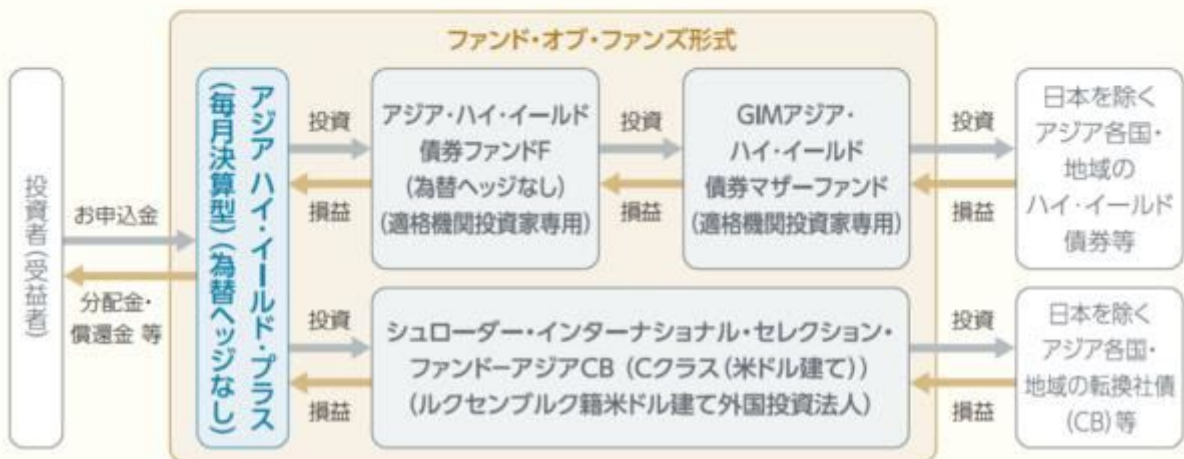 ファンド・オブ・ファンズ形式
投資者(受益者)
お申込金
分配金・
償還金 等
アジア ハイ・イールド・プラス
(毎月決算型)(為替ヘッジなし)
投資
損益
アジア・ハイ・イールド
債券ファンドF
(為替ヘッジなし)
(適格機関投資家専用)
投資
損益
GIMアジア・
ハイ・イールド
債券マザーファンド
(適格機関投資家専用)
投資
損益
日本を除く
アジア各国・
地域の
ハイ・イールド
債券等
投資
損益
シュローダー・インターナショナル・セレクション・
ファンドーアジアCB (Cクラス(米ドル建て))
(ルクセンブルク籍米ドル建て外国投資法人)
投資
損益
日本を除く
アジア各国・
地域の転換社債
(CB)等